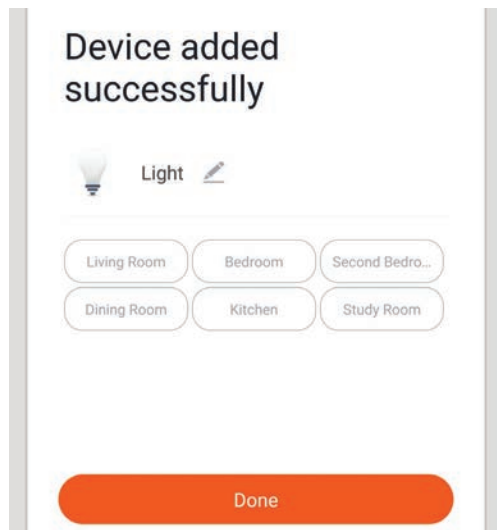 Device added
successfully
Light
Living Room Bedroom Second Bedro...
Dining Room Kitchen Study Room
Done